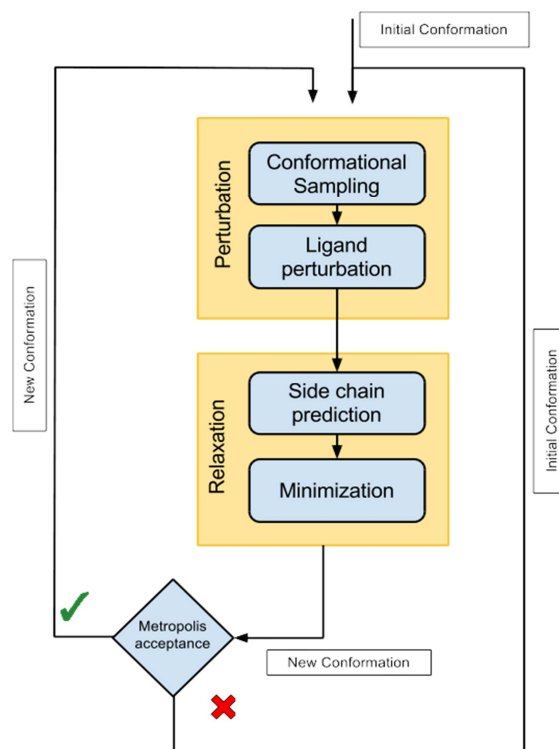 Initial Conformation
Perturbation
Conformational
Sampling
Ligand
perturbation
New Conformation
Initial Conformation
Relaxation
Side chain
prediction
Minimization
Metropolis
acceptance
New Conformation